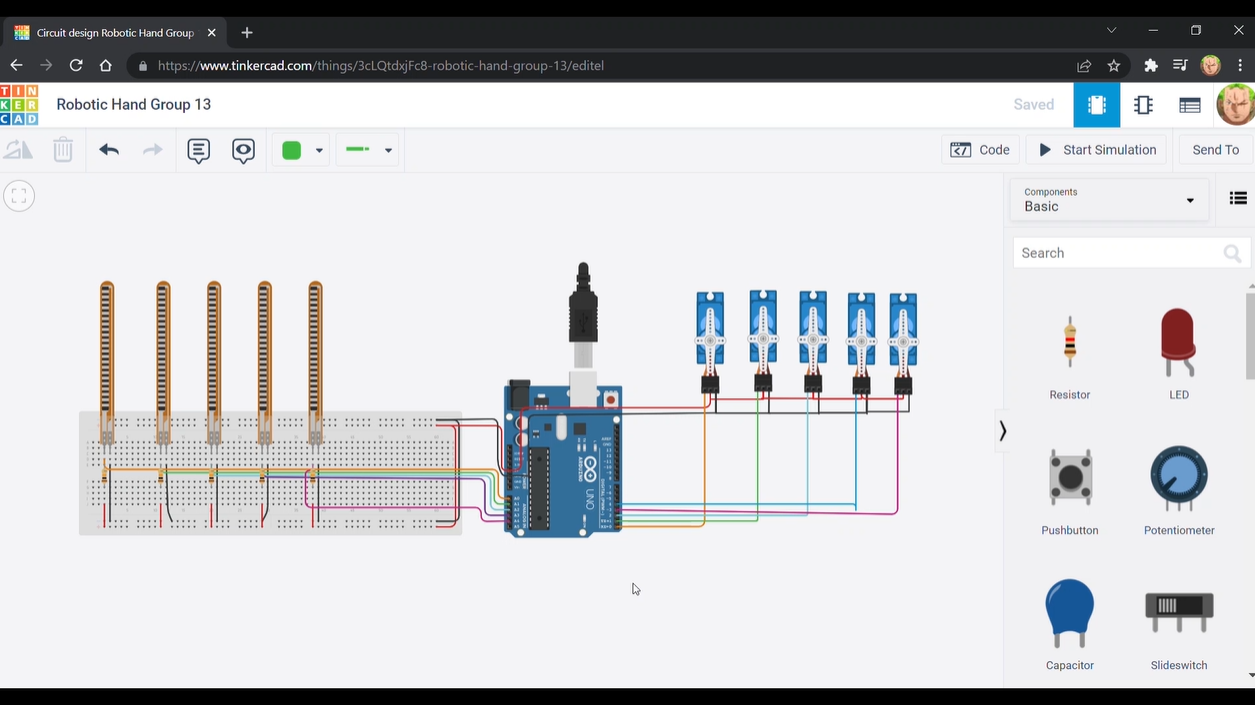 Circuit design Robotic Hand Group
https://www.tinkercad.com/things/3cLQtdxjFc8-robotic-hand-group-13/editel
TIN
KER
CAD
Robotic Hand Group 13
Saved
Code
Start Simulation
Send To
Components
Basic
Search
Resistor
LED
Pushbutton
Potentiometer
Capacitor
Slideswitch
UNO
ARDUINO